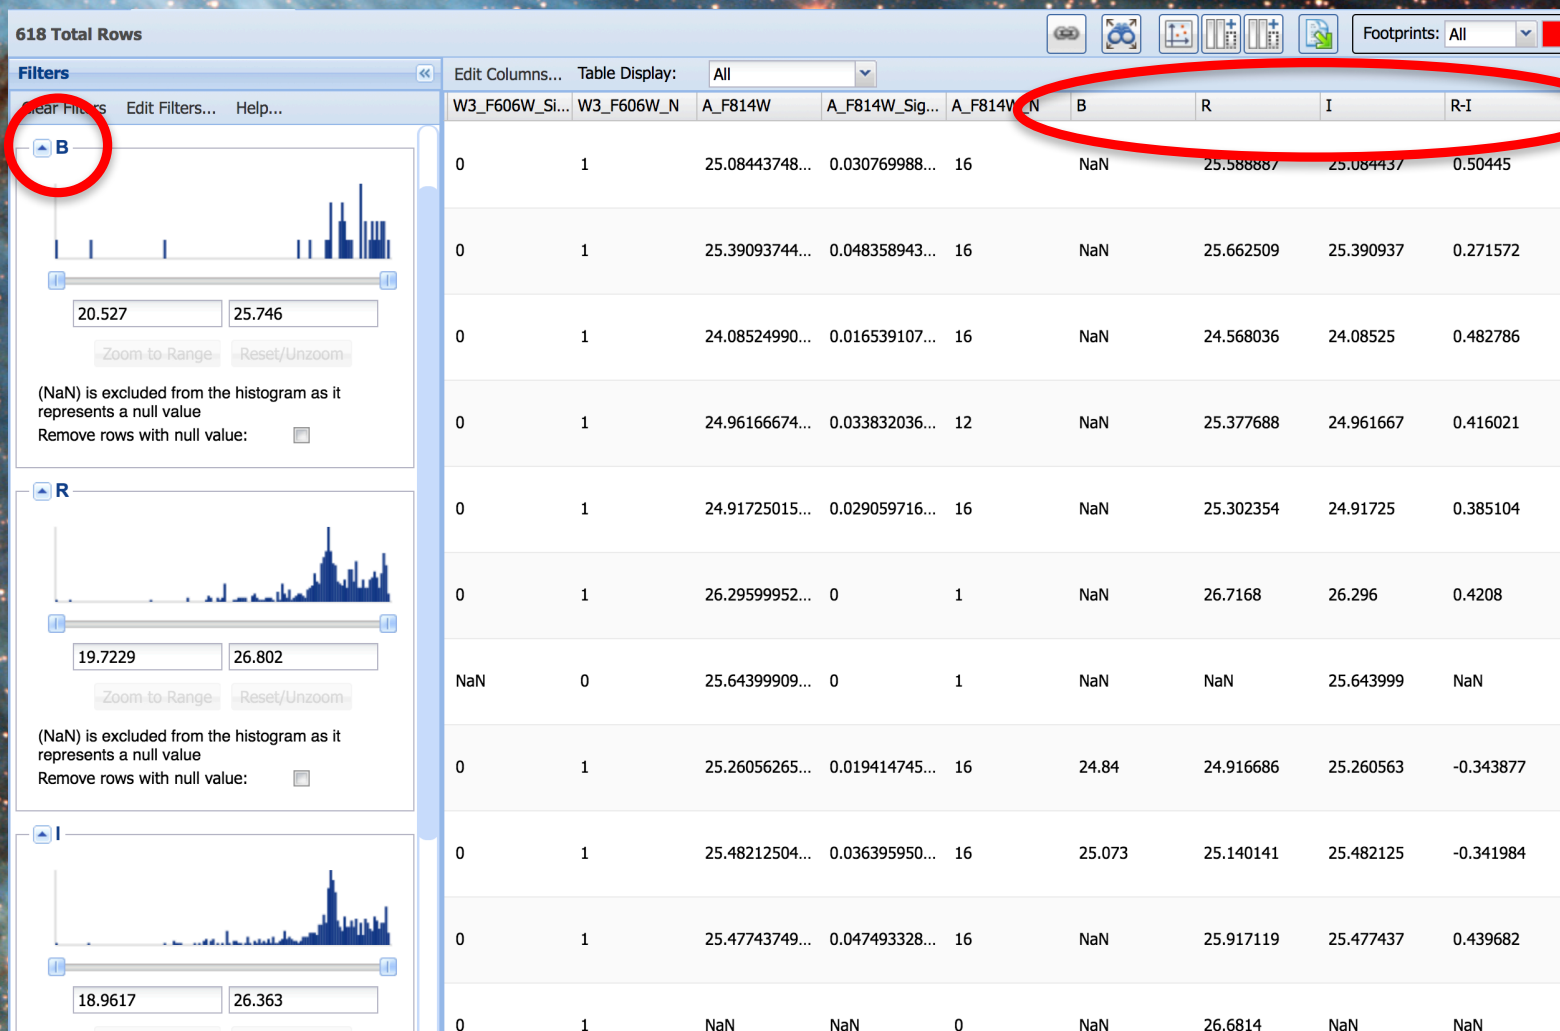 618 Total Rows
Footprints: All
Filters
Edit Columns... Table Display: All
Clear Filters Edit Filters... Help...
W3_F606W_Si... W3_F606W_N A_F814W A_F814W_Sig... A_F814W_N B R I R-I
B
0 1 25.08443748... 0.030769988... 16 NaN 25.588887 25.084437 0.50445
0 1 25.39093744... 0.048358943... 16 NaN 25.662509 25.390937 0.271572
20.527 25.746
0 1 24.08524990... 0.016539107... 16 NaN 24.568036 24.08525 0.482786
Zoom to Range Reset/Unzoom
(NaN) is excluded from the histogram as it
represents a null value
Remove rows with null value:
0 1 24.96166674... 0.033832036... 12 NaN 25.377688 24.961667 0.416021
R
0 1 24.91725015... 0.029059716... 16 NaN 25.302354 24.91725 0.385104
0 1 26.29599952... 0 1 NaN 26.7168 26.296 0.4208
19.7229 26.802
NaN 0 25.64399909... 0 1 NaN NaN 25.643999 NaN
Zoom to Range Reset/Unzoom
(NaN) is excluded from the histogram as it
represents a null value
Remove rows with null value:
0 1 25.26056265... 0.019414745... 16 24.84 24.916686 25.260563 -0.343877
I
0 1 25.48212504... 0.036395950... 16 25.073 25.140141 25.482125 -0.341984
0 1 25.47743749... 0.047493328... 16 NaN 25.917119 25.477437 0.439682
18.9617 26.363
0 1 NaN NaN 0 NaN 26.6814 NaN NaN